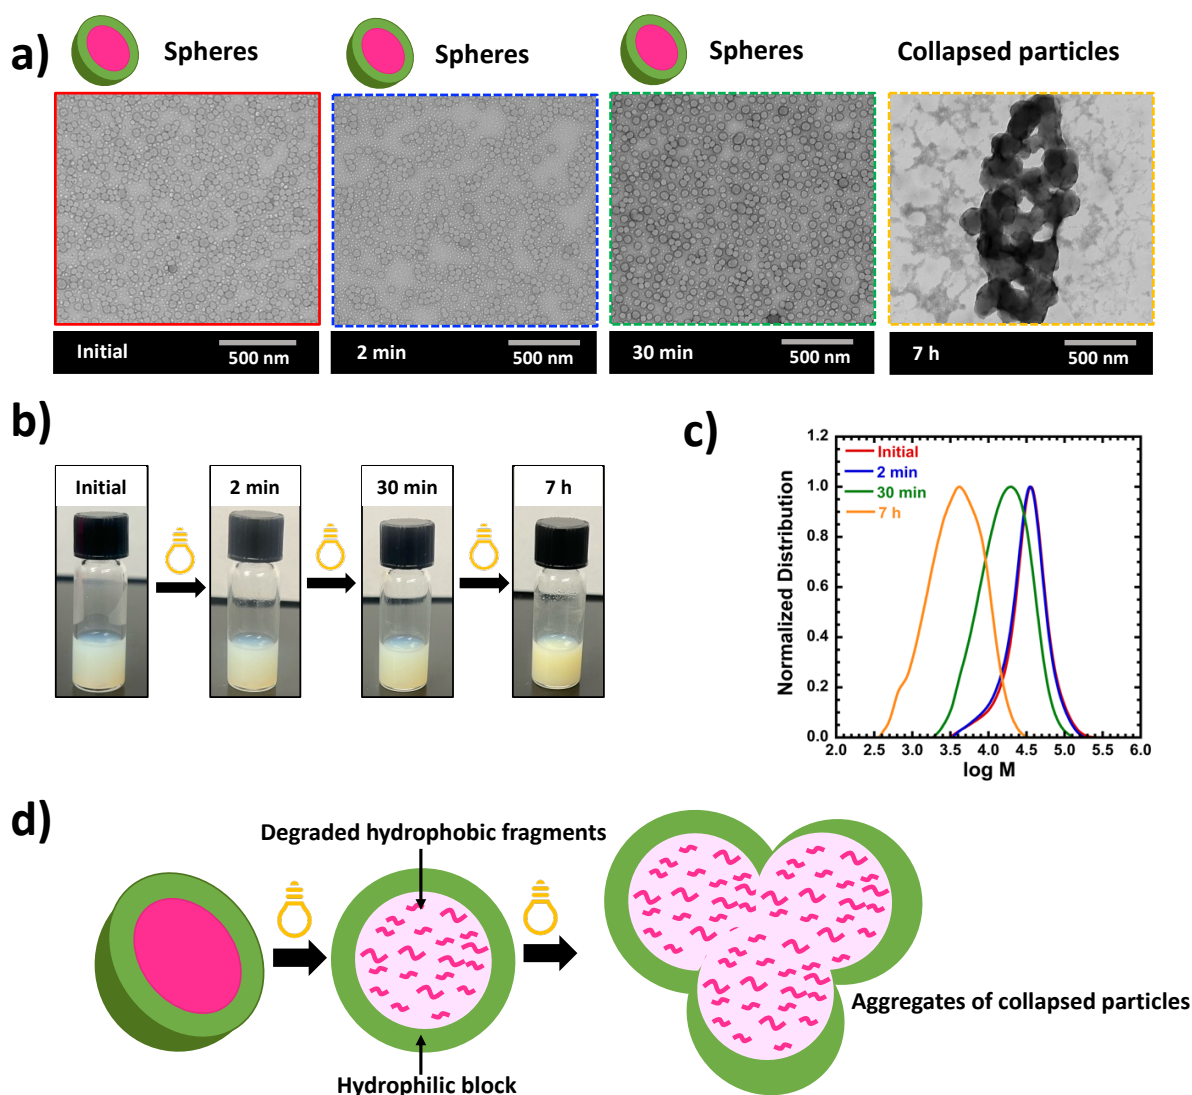 a)
Spheres
Spheres
Spheres
Collapsed particles
Initial
500 nm
2 min
500 nm
30 min
500 nm
7 h
500 nm
b)
Initial
2 min
30 min
7 h
c)
Normalized Distribution
1.2
1.0
0.8
0.6
0.4
0.2
0.0
Initial
2 min
30 min
7 h
2.0 2.5 3.0 3.5 4.0 4.5 5.0 5.5 6.0
log M
d)
Degraded hydrophobic fragments
Hydrophilic block
Aggregates of collapsed particles